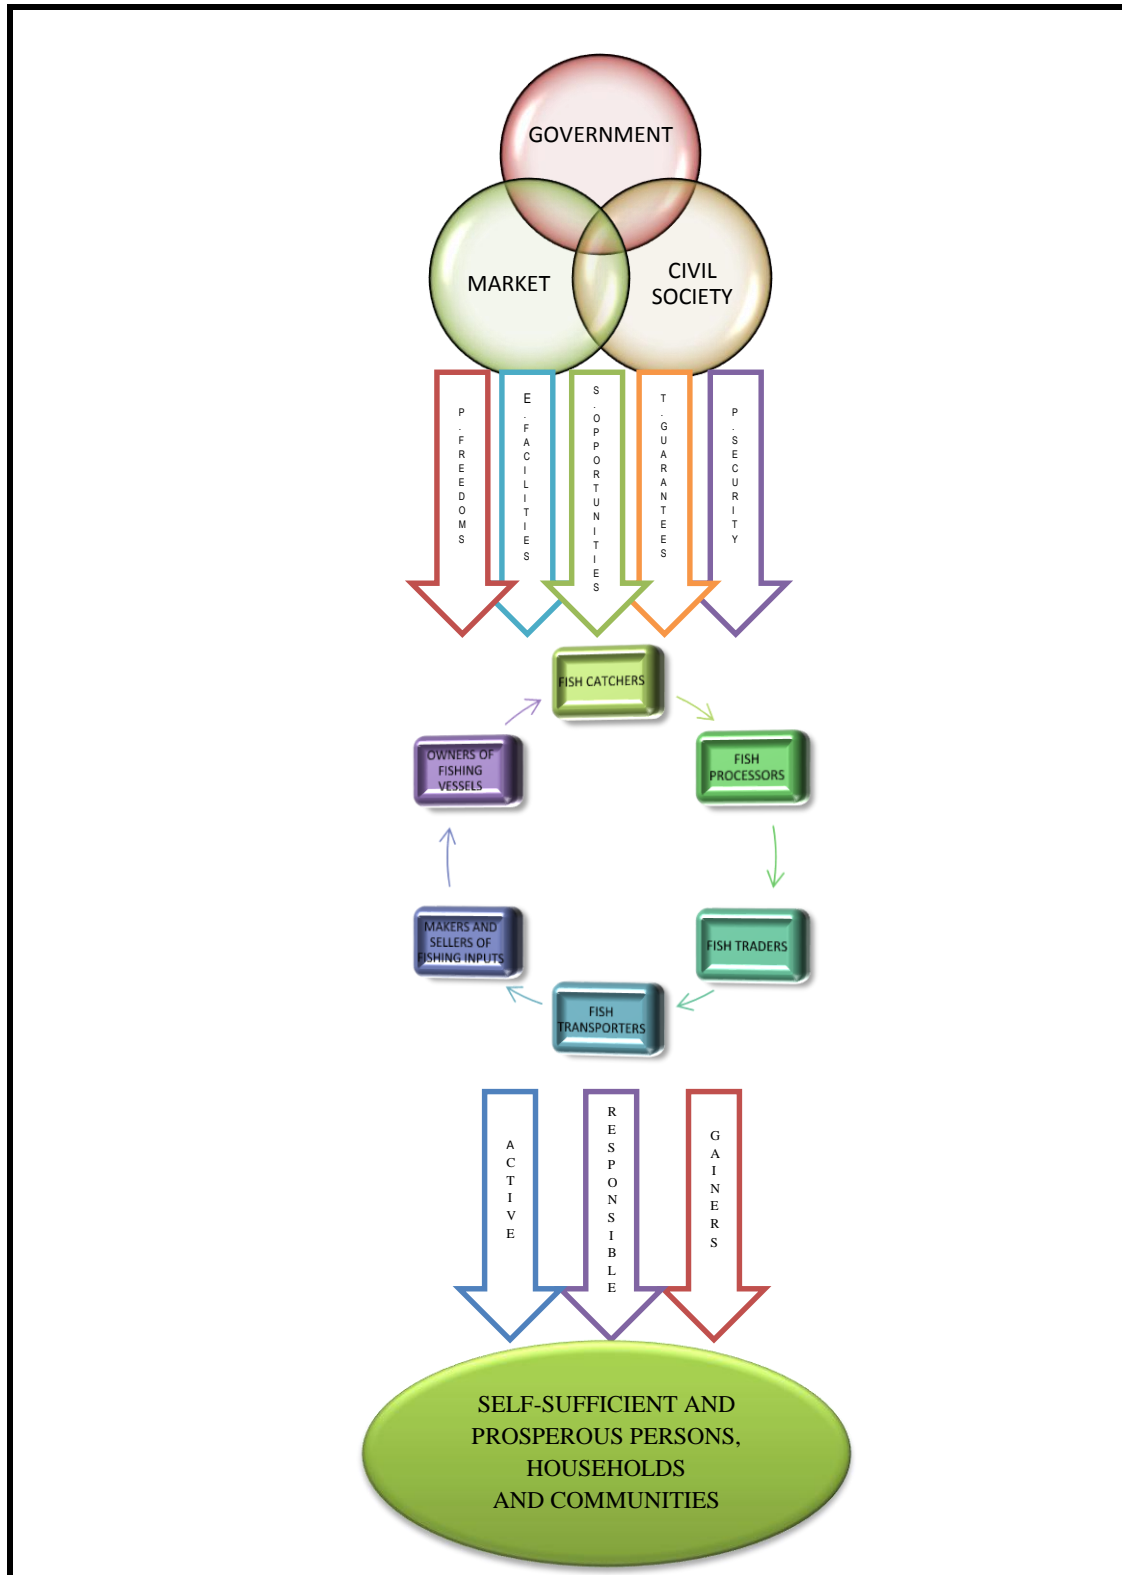 GOVERNMENT
MARKET
CIVIL
SOCIETY
P.FREEDOMS
E.FACILITIES
S.OPPORTUNITIES
T.GUARANTEES
P.SECURITY
FISH CATCHERS
FISH
PROCESSORS
FISH TRADERS
FISH
TRANSPORTERS
MAKERS AND
SELLERS OF
FISHING INPUTS
OWNERS OF
FISHING
VESSELS
ACTIVE
RESPONSIBLE
GAINERS
SELF-SUFFICIENT AND
PROSPEROUS PERSONS,
HOUSEHOLDS
AND COMMUNITIES